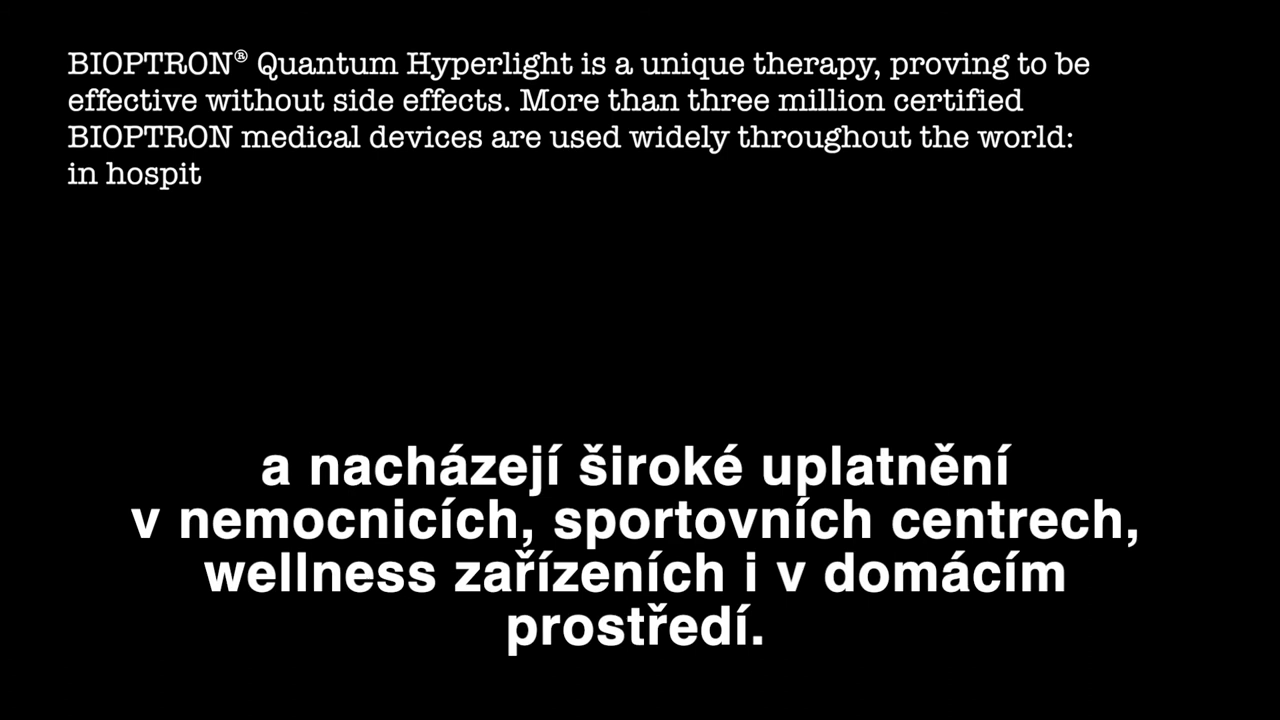 BIOPTRON® Quantum Hyperlight is a unique therapy, proving to be
effective without side effects. More than three million certified
BIOPTRON medical devices are used widely throughout the world:
in hospit
a nacházejí široké uplatnění
v nemocnicích, sportovních centrech,
wellness zařízeních i v domácím
prostředí.